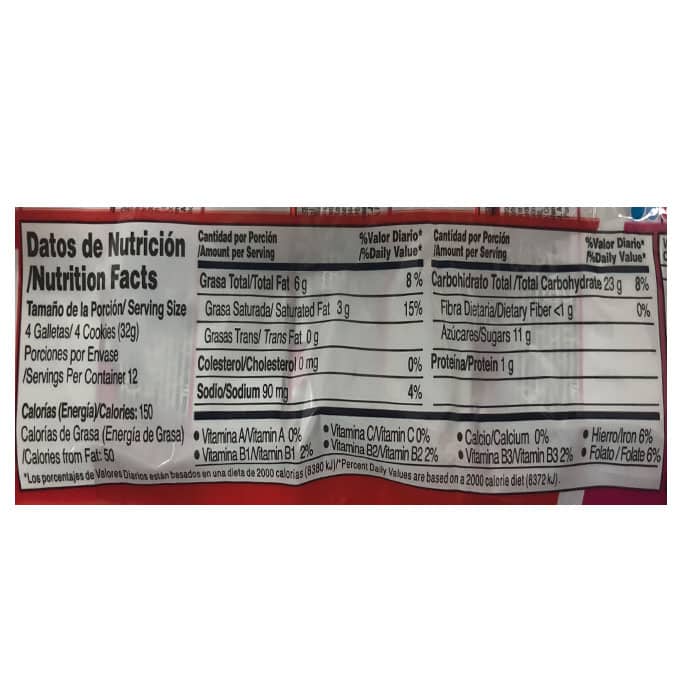 Datos de Nutrición
/Nutrition Facts
Tamaño de la Porción/ Serving Size
4 Galletas/ 4 Cookies (32g)
Porciones por Envase
/Servings Per Container 12
Calorías (Energía)/Calories: 150
Calorías de Grasa (Energía de Grasa)
/Calories from Fat: 50
Cantidad por Porción %Valor Diario*
/Amount per Serving /%Daily Value*
Grasa Total/Total Fat 6 g 8 %
Grasa Saturada/ Saturated Fat 3 g 15%
Grasas Trans/ Trans Fat 0 g
Colesterol/Cholesterol 0 mg 0%
Sodio/Sodium 90 mg 4%
Cantidad por Porción %Valor Diario*
/Amount per Serving /%Daily Value*
Carbohidrato Total /Total Carbohydrate 23 g 8%
Fibra Dietaria/Dietary Fiber <1 g 0%
Azúcares/Sugars 11 g
Proteína/Protein 1 g
• Vitamina A/Vitamin A 0% • Vitamina C/Vitamin C 0% • Calcio/Calcium 0% • Hierro/Iron 6%
• Vitamina B1/Vitamin B1 2% • Vitamina B2/Vitamin B2 2% • Vitamina B3/Vitamin B3 2% • Folato / Folate 6%
*Los porcentajes de Valores Diarios están basados en una dieta de 2000 calorías (8380 kJ)/*Percent Daily Values are based on a 2000 calorie diet (8372 kJ).